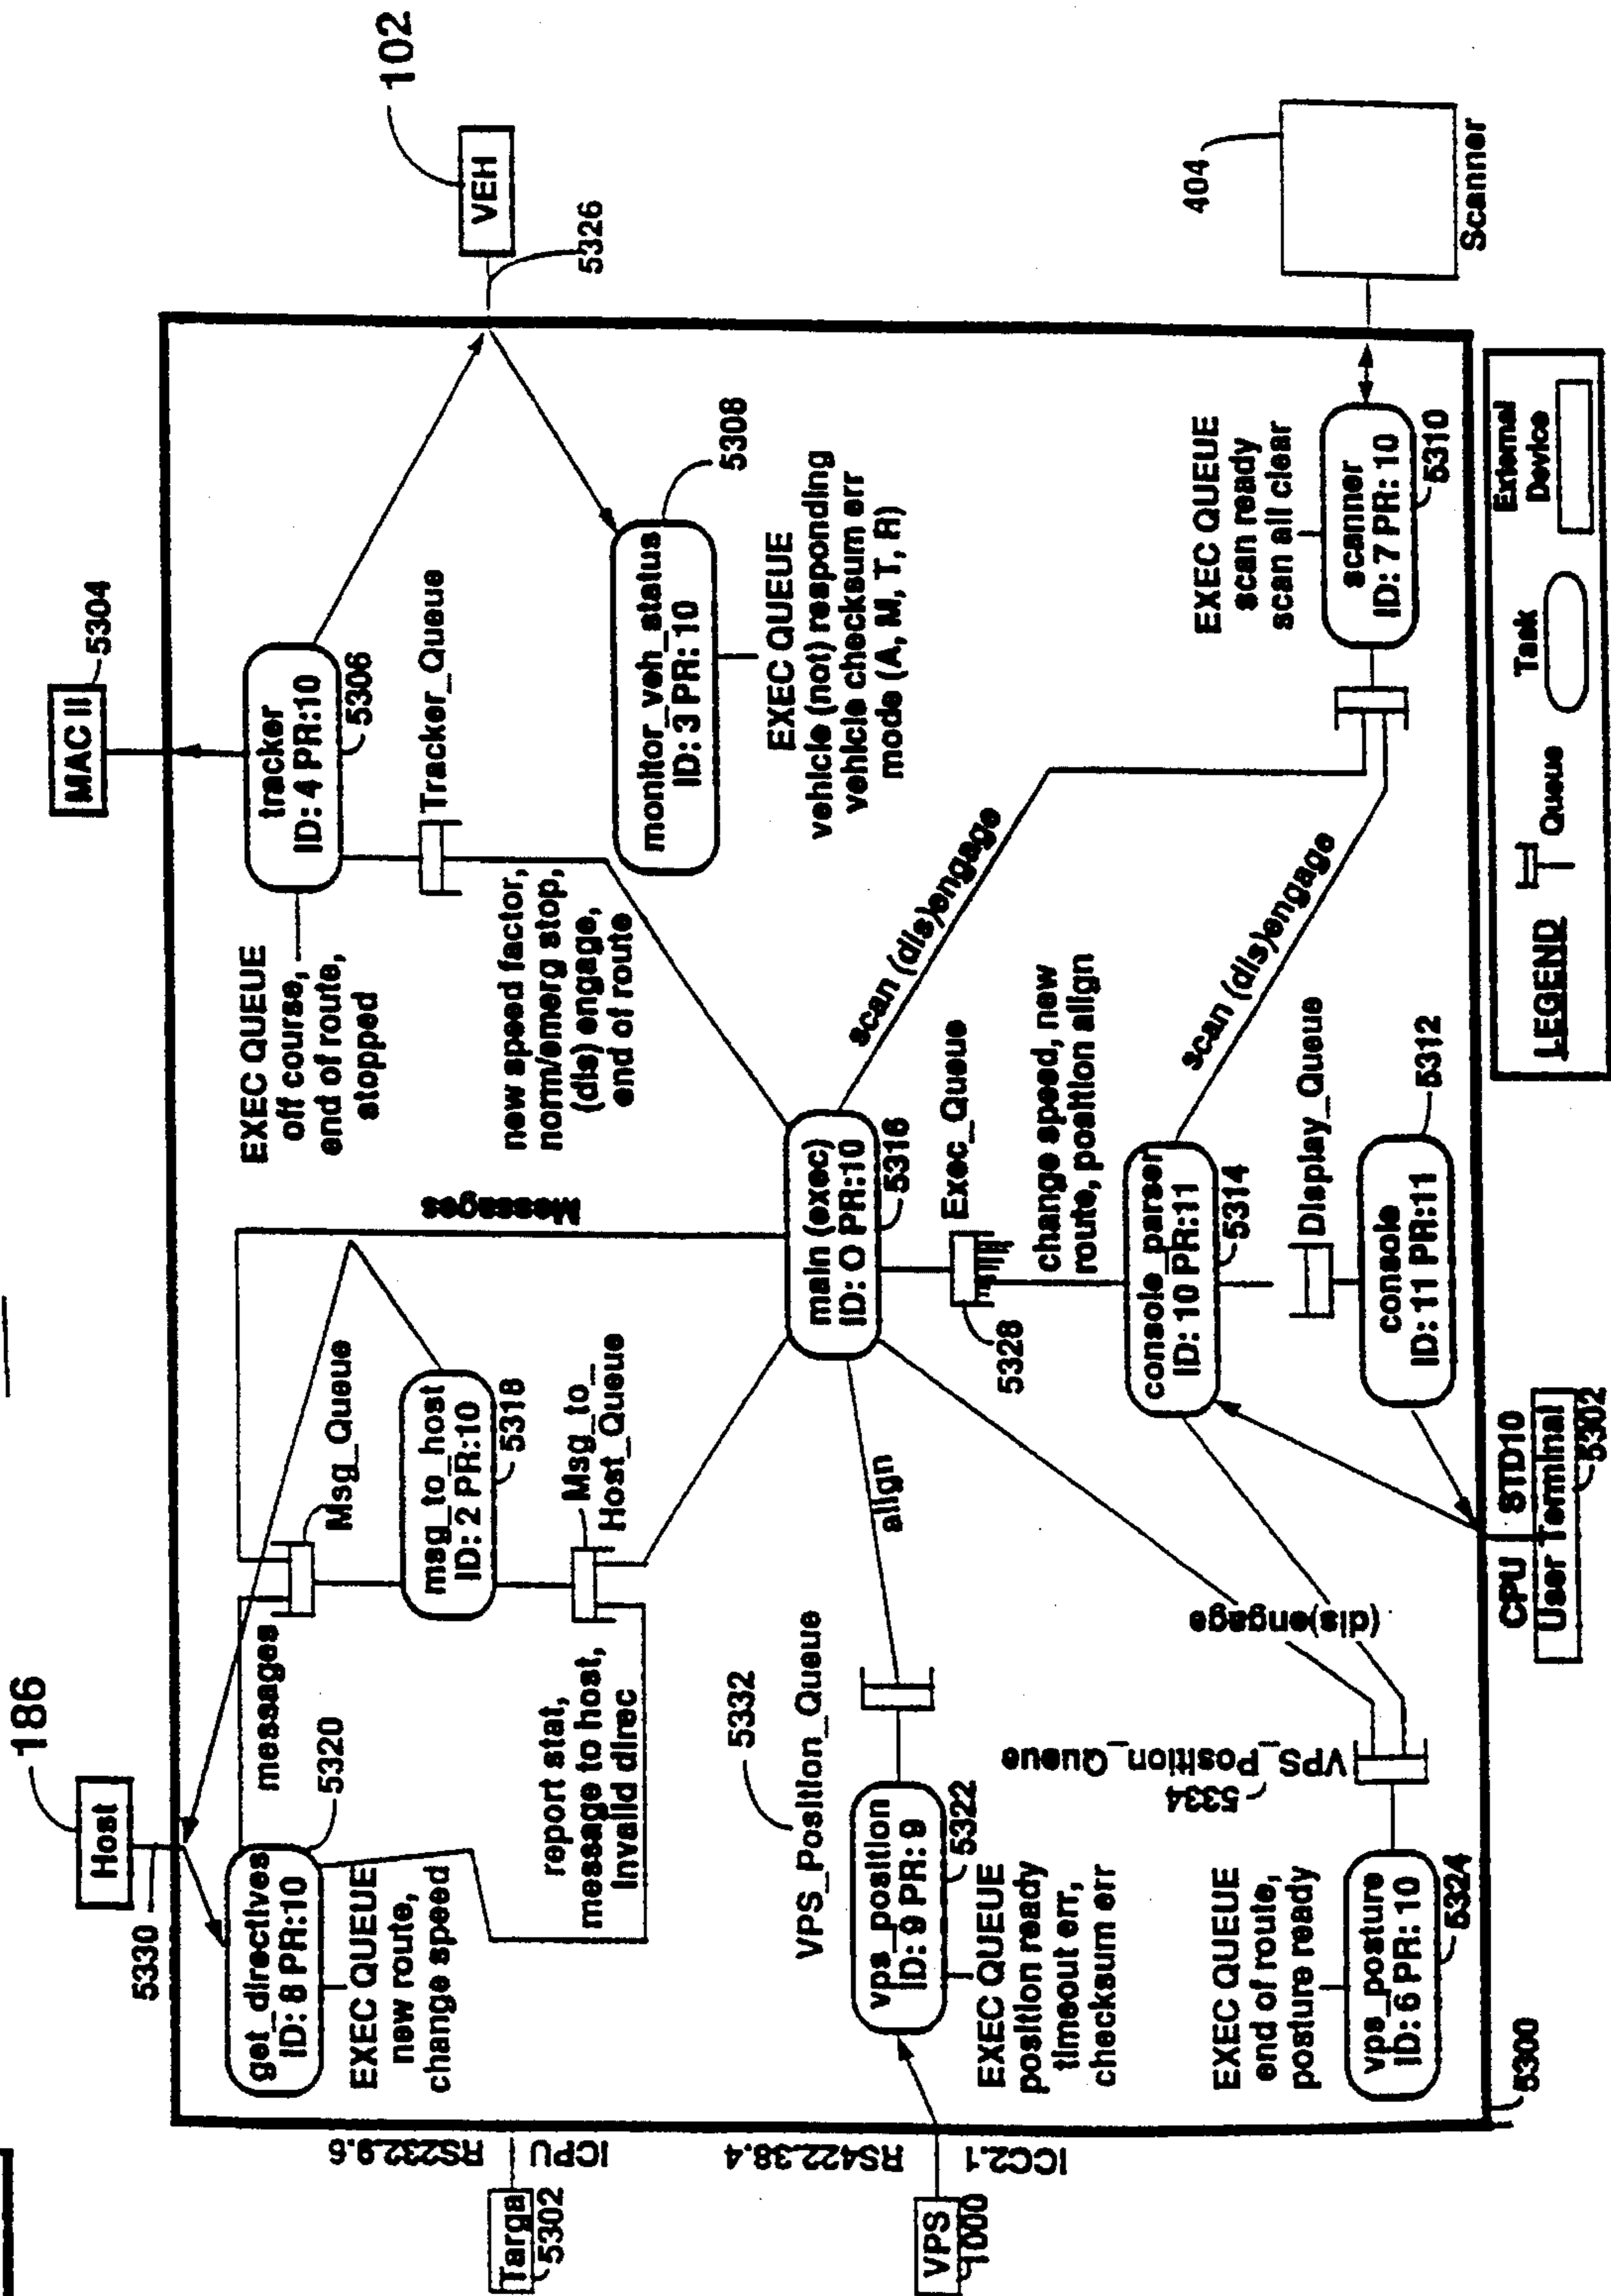 186
Host
5330
MAC II
5304
102
VEH
5326
get_directives
ID: 8 PR:10
5320
EXEC QUEUE
new route,
change speed
messages
Msg_Queue
msg_to_host
ID: 2 PR:10
5318
Msg_to_
Host_Queue
report stat,
message to host,
invalid direc
Messages
EXEC QUEUE
off course,
end of route,
stopped
tracker
ID: 4 PR:10
5306
Tracker_Queue
new speed factor,
norm/emerg stop,
(dis) engage,
end of route
monitor_veh_status
ID: 3 PR: 10
5308
EXEC QUEUE
vehicle (not) responding
vehicle checksum err
mode (A, M, T, R)
Targa
5302
RS232.9.6
ICPU
VPS
1000
RS422.38.4
ICC2.1
5332
VPS_Position_Queue
vps_position
ID: 9 PR: 9
5322
EXEC QUEUE
position ready
timeout err,
checksum err
align
main (exec)
ID: O PR:10
5316
Exec_Queue
5328
scan (dis)engage
scan (dis)engage
change speed, new
route, position align
console_parser
ID: 10 PR:11
5314
Display_Queue
console
ID: 11 PR:11
5312
(dis)engage
VPS_Position_Queue
5334
EXEC QUEUE
end of route,
posture ready
vps_posture
ID: 6 PR: 10
5324
EXEC QUEUE
scan ready
scan all clear
scanner
ID: 7 PR: 10
5310
404
Scanner
5300
CPU
STD10
User Terminal
5302
LEGEND
Queue
Task
External
Device